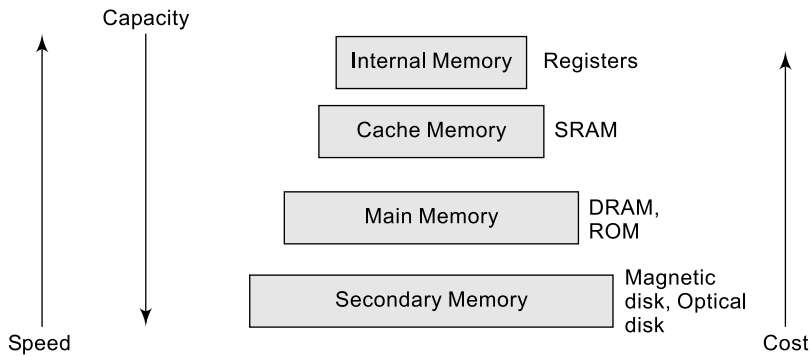 Capacity
Internal Memory
Registers
Cache Memory
SRAM
Main Memory
DRAM,
ROM
Secondary Memory
Magnetic
disk, Optical
disk
Speed
Cost